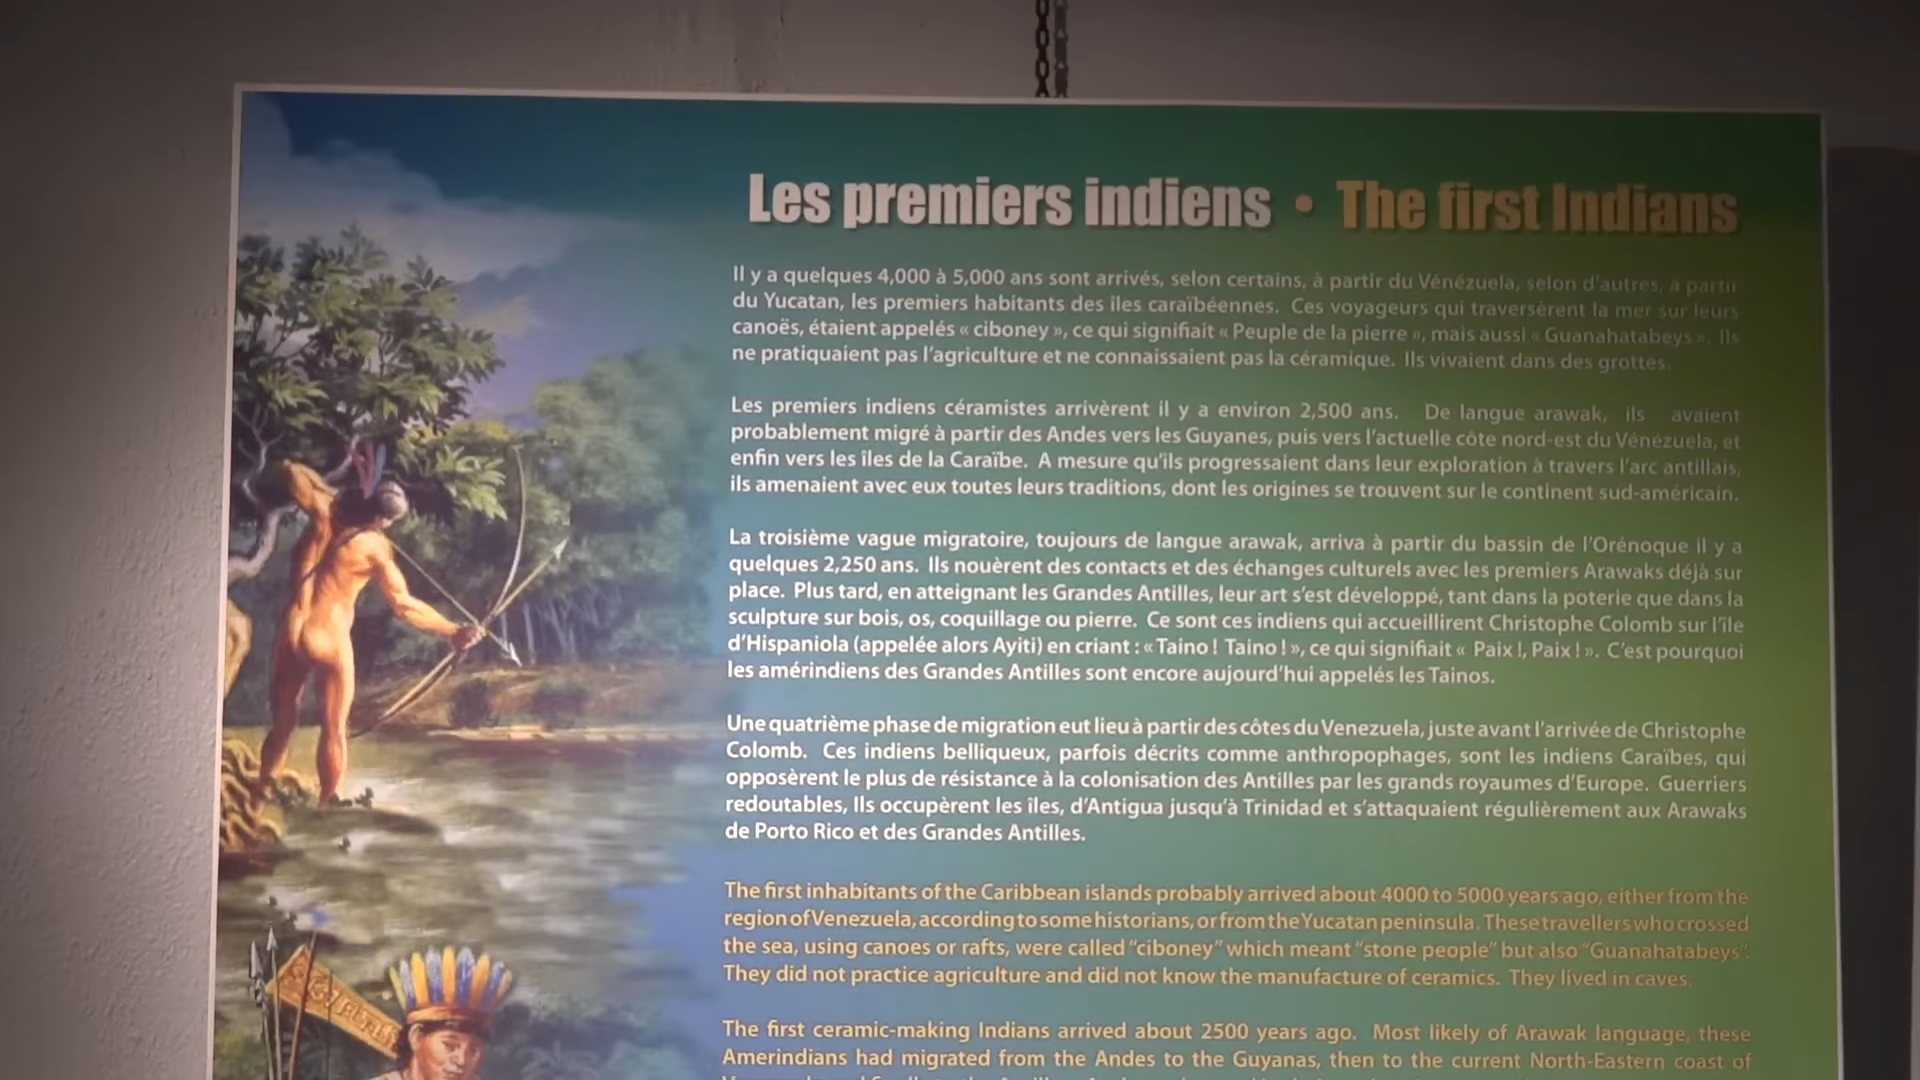 Les premiers indiens • The first Indians
Il y a quelques 4,000 à 5,000 ans sont arrivés, selon certains, à partir du Vénézuela, selon d'autres, à partir
du Yucatan, les premiers habitants des îles caraïbéennes. Ces voyageurs qui traversèrent la mer sur leurs
canoës, étaient appelés « ciboney », ce qui signifiait « Peuple de la pierre », mais aussi « Guanahatabeys ». Ils
ne pratiquaient pas l'agriculture et ne connaissaient pas la céramique. Ils vivaient dans des grottes.
Les premiers indiens céramistes arrivèrent il y a environ 2,500 ans. De langue arawak, ils avaient
probablement migré à partir des Andes vers les Guyanes, puis vers l'actuelle côte nord-est du Vénézuela, et
enfin vers les îles de la Caraïbe. A mesure qu'ils progressaient dans leur exploration à travers l'arc antillais,
ils amenaient avec eux toutes leurs traditions, dont les origines se trouvent sur le continent sud-américain.
La troisième vague migratoire, toujours de langue arawak, arriva à partir du bassin de l'Orénoque il y a
quelques 2,250 ans. Ils nouèrent des contacts et des échanges culturels avec les premiers Arawaks déjà sur
place. Plus tard, en atteignant les Grandes Antilles, leur art s'est développé, tant dans la poterie que dans la
sculpture sur bois, os, coquillage ou pierre. Ce sont ces indiens qui accueillirent Christophe Colomb sur l'île
d'Hispaniola (appelée alors Ayiti) en criant : « Taino ! Taino ! », ce qui signifiait « Paix !, Paix ! ». C'est pourquoi
les amérindiens des Grandes Antilles sont encore aujourd'hui appelés les Tainos.
Une quatrième phase de migration eut lieu à partir des côtes du Venezuela, juste avant l'arrivée de Christophe
Colomb. Ces indiens belliqueux, parfois décrits comme anthropophages, sont les indiens Caraïbes, qui
opposèrent le plus de résistance à la colonisation des Antilles par les grands royaumes d'Europe. Guerriers
redoutables, Ils occupèrent les îles, d'Antigua jusqu'à Trinidad et s'attaquaient régulièrement aux Arawaks
de Porto Rico et des Grandes Antilles.
The first inhabitants of the Caribbean islands probably arrived about 4000 to 5000 years ago, either from the
region of Venezuela, according to some historians, or from the Yucatan peninsula. These travellers who crossed
the sea, using canoes or rafts, were called "ciboney" which meant "stone people" but also "Guanahatabeys".
They did not practice agriculture and did not know the manufacture of ceramics. They lived in caves.
The first ceramic-making Indians arrived about 2500 years ago. Most likely of Arawak language, these
Amerindians had migrated from the Andes to the Guyanas, then to the current North-Eastern coast of